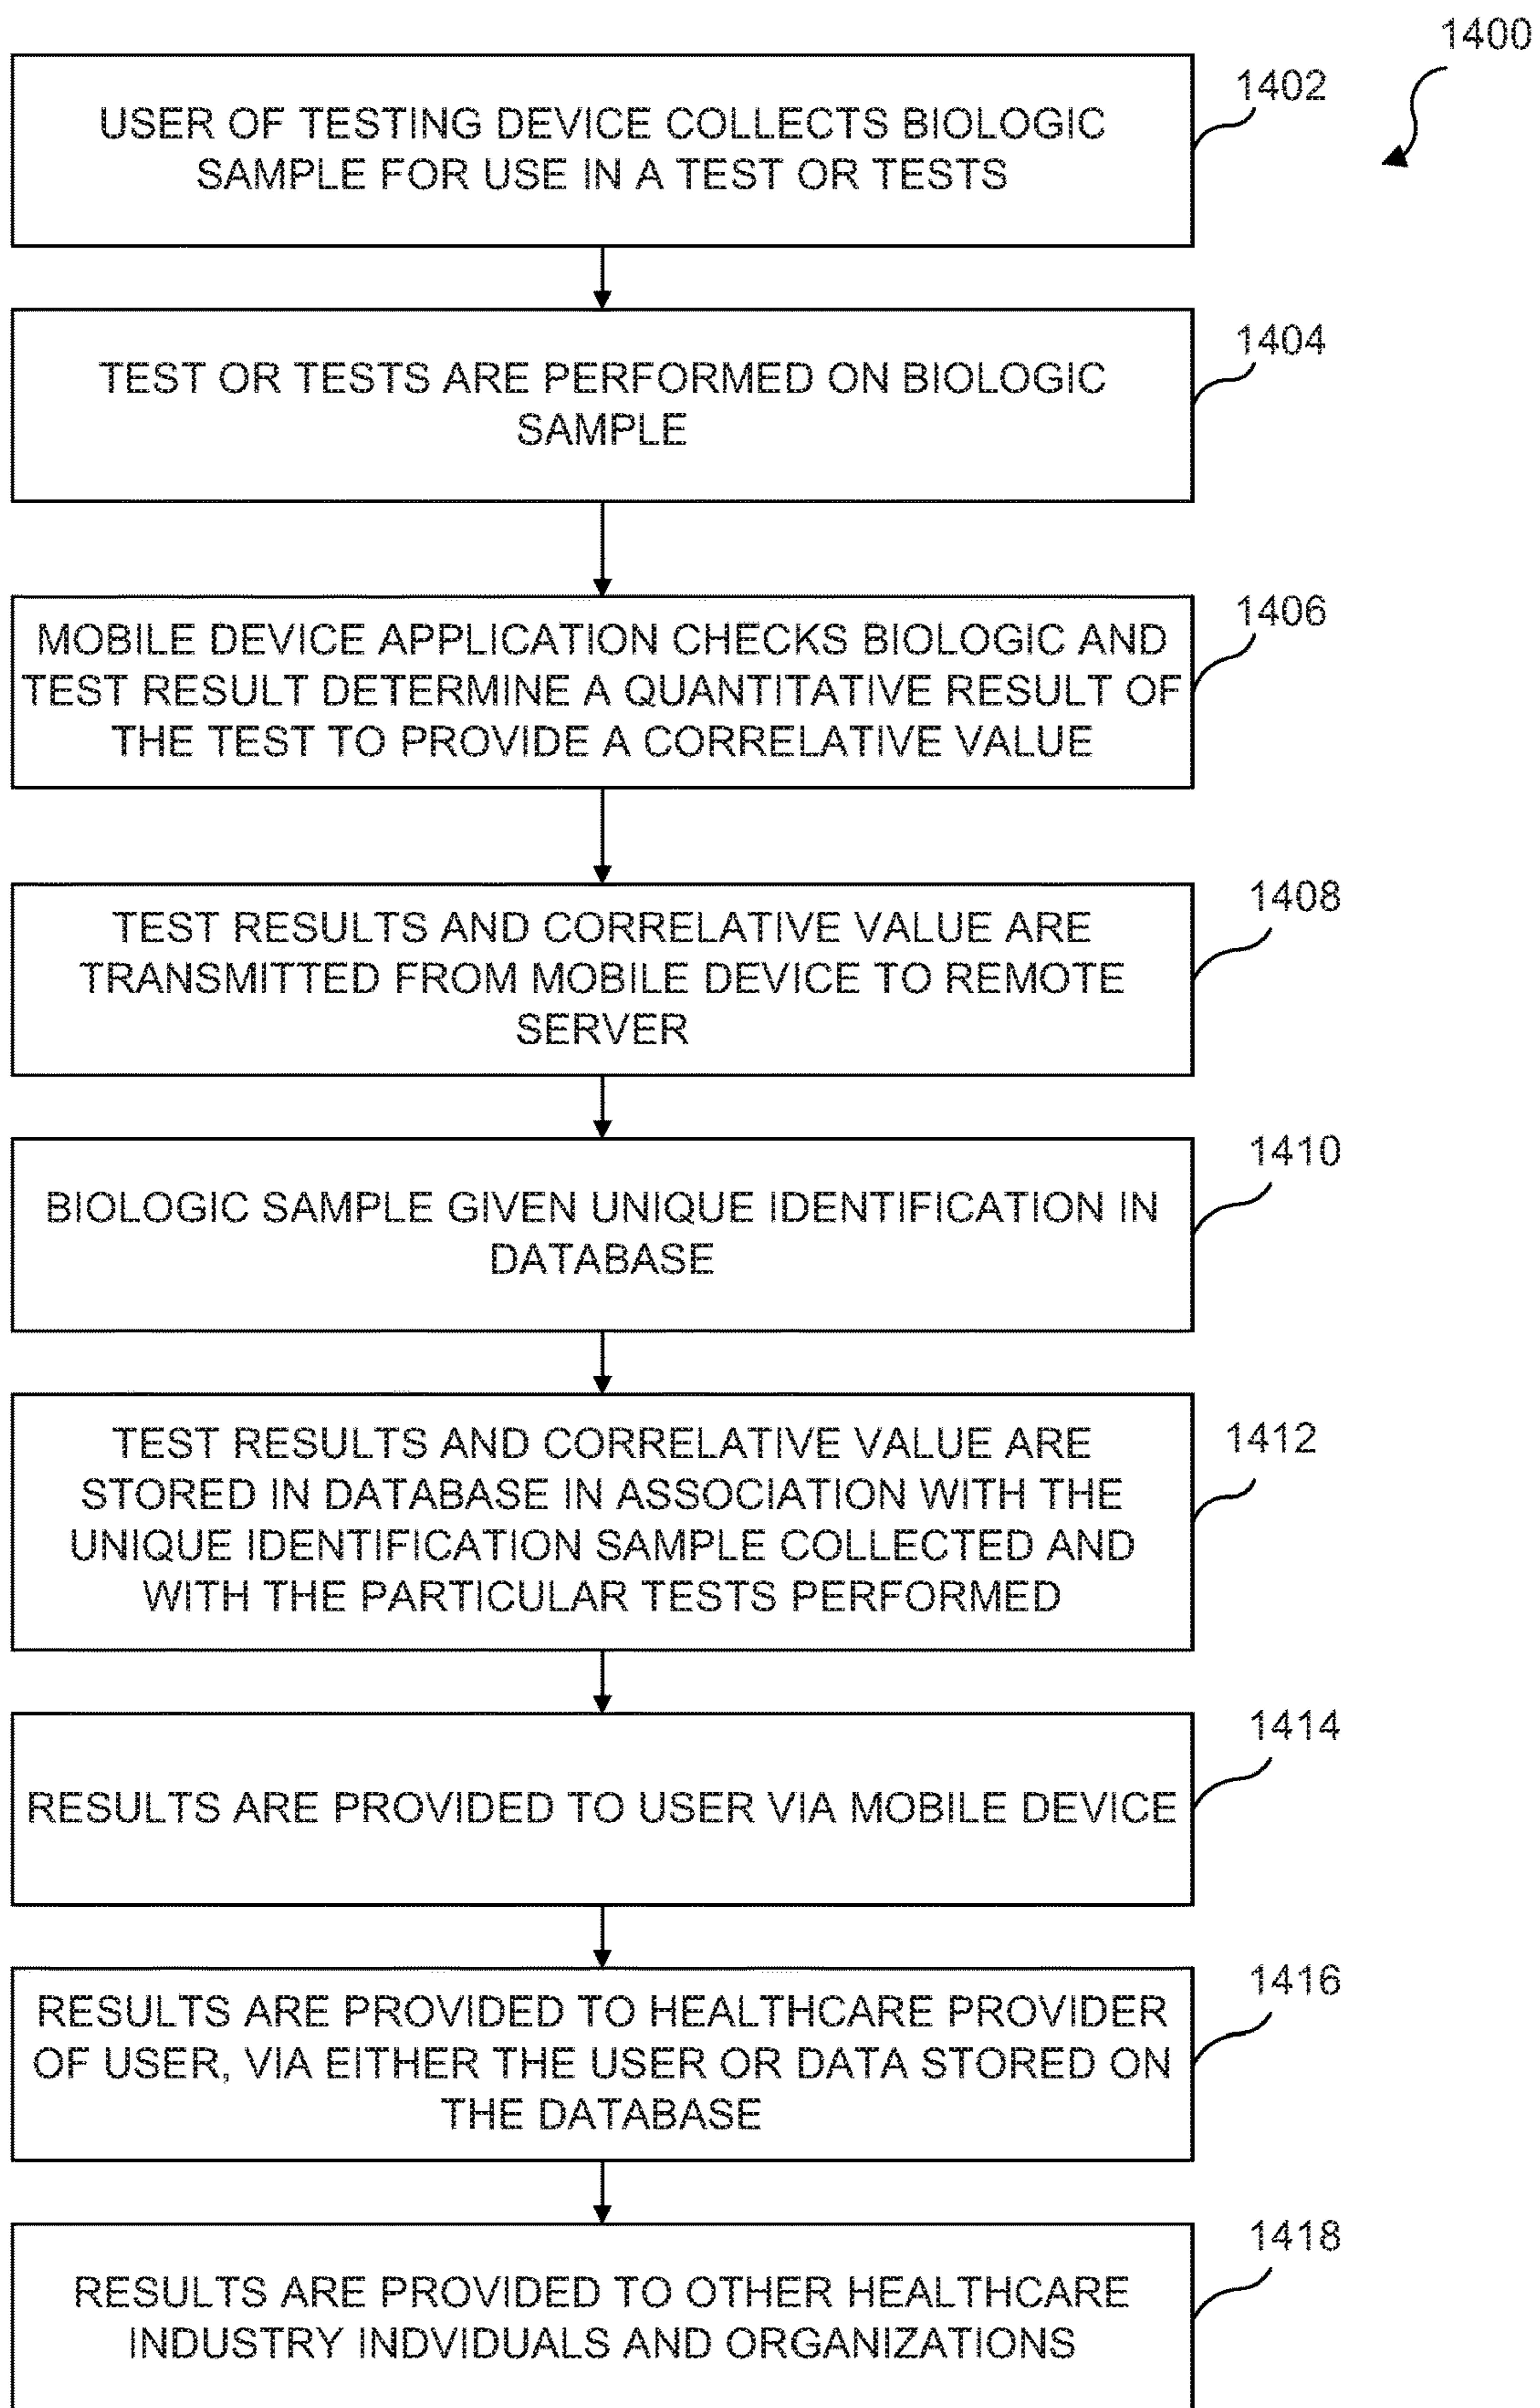 1400
1402
USER OF TESTING DEVICE COLLECTS BIOLOGIC
SAMPLE FOR USE IN A TEST OR TESTS
1404
TEST OR TESTS ARE PERFORMED ON BIOLOGIC
SAMPLE
1406
MOBILE DEVICE APPLICATION CHECKS BIOLOGIC AND
TEST RESULT DETERMINE A QUANTITATIVE RESULT OF
THE TEST TO PROVIDE A CORRELATIVE VALUE
1408
TEST RESULTS AND CORRELATIVE VALUE ARE
TRANSMITTED FROM MOBILE DEVICE TO REMOTE
SERVER
1410
BIOLOGIC SAMPLE GIVEN UNIQUE IDENTIFICATION IN
DATABASE
1412
TEST RESULTS AND CORRELATIVE VALUE ARE
STORED IN DATABASE IN ASSOCIATION WITH THE
UNIQUE IDENTIFICATION SAMPLE COLLECTED AND
WITH THE PARTICULAR TESTS PERFORMED
1414
RESULTS ARE PROVIDED TO USER VIA MOBILE DEVICE
1416
RESULTS ARE PROVIDED TO HEALTHCARE PROVIDER
OF USER, VIA EITHER THE USER OR DATA STORED ON
THE DATABASE
1418
RESULTS ARE PROVIDED TO OTHER HEALTHCARE
INDUSTRY INDVIDUALS AND ORGANIZATIONS